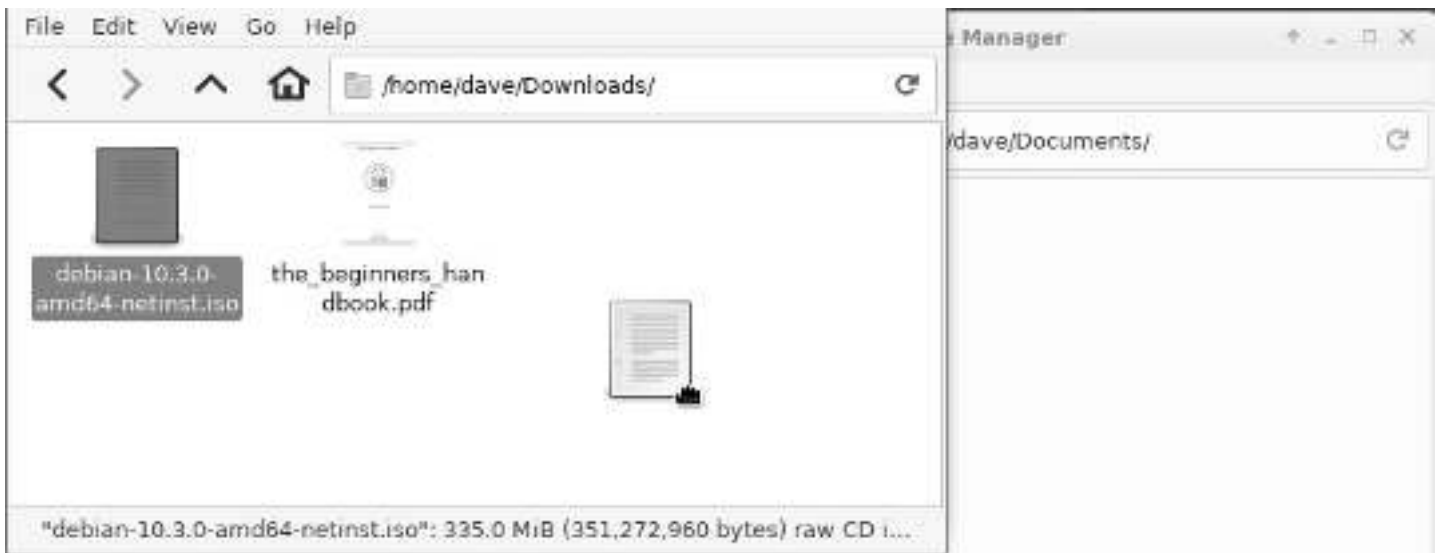 File Edit View Go Help
/home/dave/Downloads/
debian-10.3.0-
amd64-netinst.iso
the_beginners_han
dbook.pdf
"debian-10.3.0-amd64-netinst.iso": 335.0 MiB (351,272,960 bytes) raw CD i...
Manager
/dave/Documents/